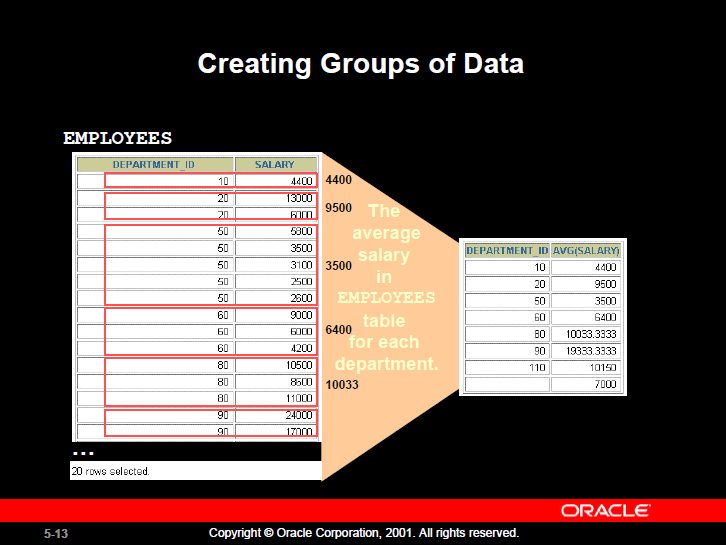 Creating Groups of Data
EMPLOYEES
DEPARTMENT_ID SALARY
10 4400
20 13000
20 6000
50 5800
50 3500
50 3100
50 2500
50 2600
60 9000
60 6000
60 4200
80 10500
80 8600
80 11000
90 24000
90 17000
...
20 rows selected.
4400
9500
3500
6400
10033
The
average
salary
in
EMPLOYEES
table
for each
department.
DEPARTMENT_ID AVG(SALARY)
10 4400
20 9500
50 3500
60 6400
80 10033.3333
90 19333.3333
110 10150
7000
ORACLE®
5-13 Copyright © Oracle Corporation, 2001. All rights reserved.